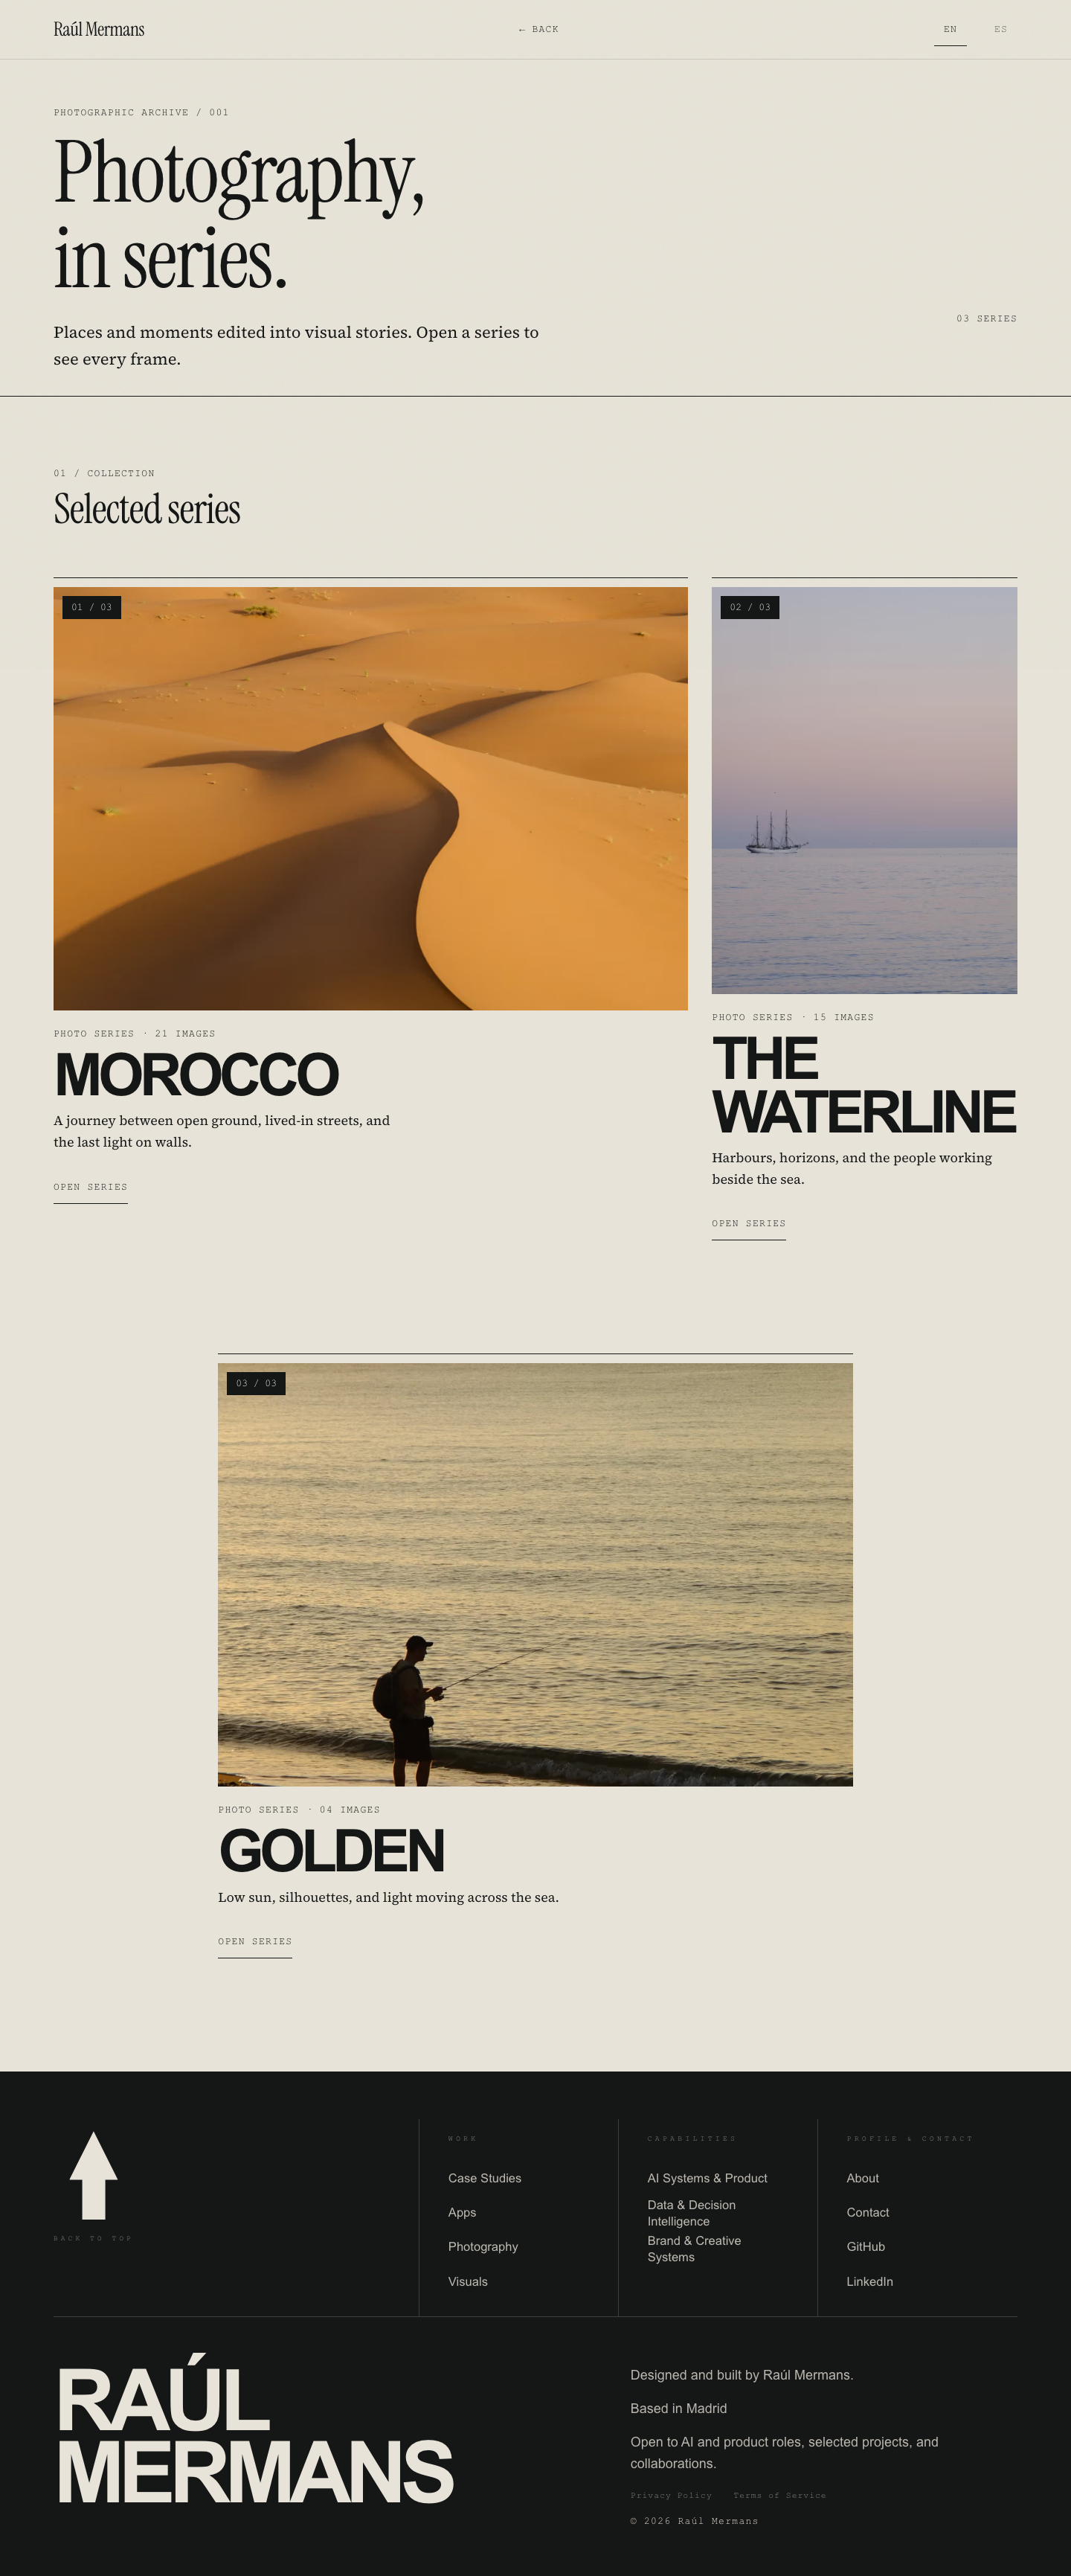 Raúl Mermans
← BACK
EN
ES
PHOTOGRAPHIC ARCHIVE / 001
Photography,
in series.
Places and moments edited into visual stories. Open a series to
see every frame.
03 SERIES
01 / COLLECTION
Selected series
01 / 03
PHOTO SERIES · 21 IMAGES
MOROCCO
A journey between open ground, lived-in streets, and
the last light on walls.
OPEN SERIES
02 / 03
PHOTO SERIES · 15 IMAGES
THE
WATERLINE
Harbours, horizons, and the people working
beside the sea.
OPEN SERIES
03 / 03
PHOTO SERIES · 04 IMAGES
GOLDEN
Low sun, silhouettes, and light moving across the sea.
OPEN SERIES
BACK TO TOP
WORK
Case Studies
Apps
Photography
Visuals
CAPABILITIES
AI Systems & Product
Data & Decision
Intelligence
Brand & Creative
Systems
PROFILE & CONTACT
About
Contact
GitHub
LinkedIn
RAÚL
MERMANS
Designed and built by Raúl Mermans.
Based in Madrid
Open to AI and product roles, selected projects, and
collaborations.
Privacy Policy Terms of Service
© 2026 Raúl Mermans